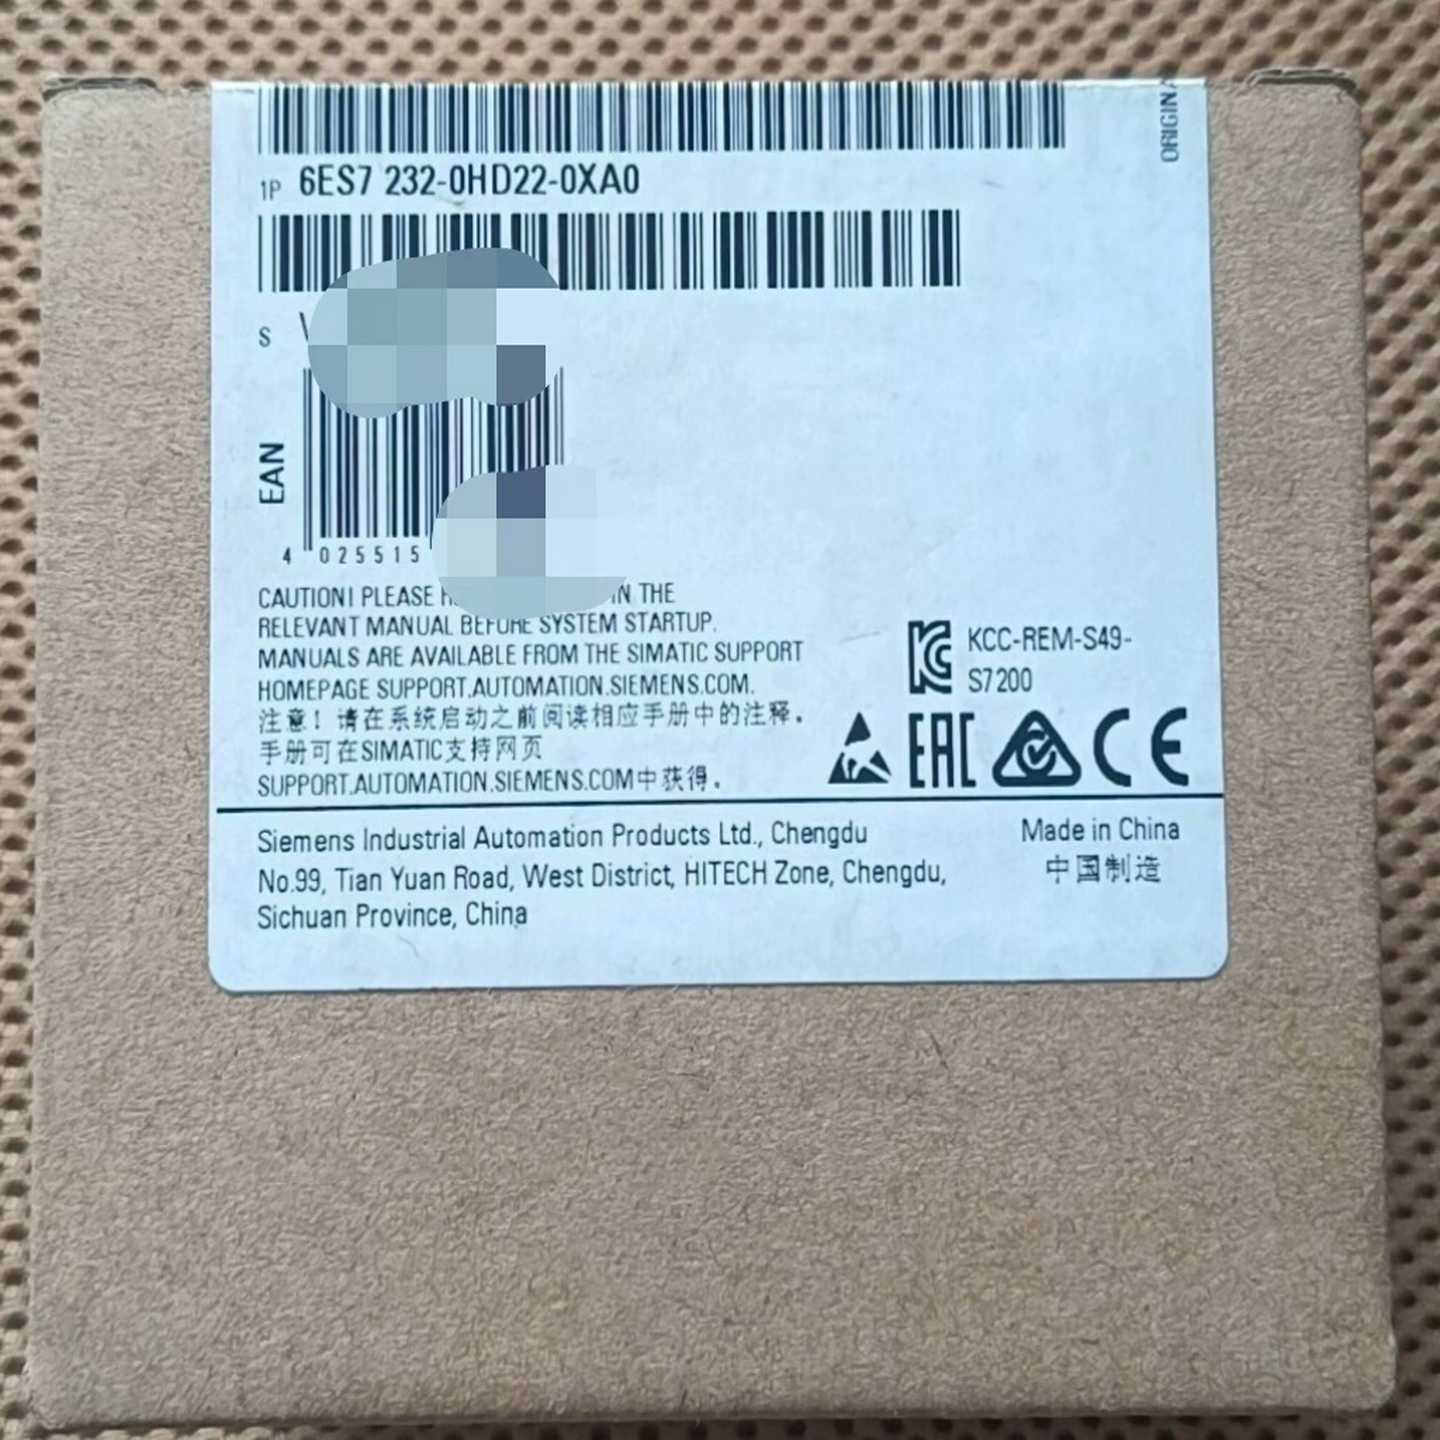 ORIGINA
1P 6ES7 232-0HD22-0XA0
S
EAN
4 025515
CAUTION! PLEASE IN THE
RELEVANT MANUAL BEFORE SYSTEM STARTUP.
MANUALS ARE AVAILABLE FROM THE SIMATIC SUPPORT
HOMEPAGE SUPPORT.AUTOMATION.SIEMENS.COM.
注意！请在系统启动之前阅读相应手册中的注释。
手册可在SIMATIC支持网页
SUPPORT.AUTOMATION.SIEMENS.COM中获得。
KCC-REM-S49-
S7200
EAC
CE
Siemens Industrial Automation Products Ltd., Chengdu
No.99, Tian Yuan Road, West District, HITECH Zone, Chengdu,
Sichuan Province, China
Made in China
中国制造